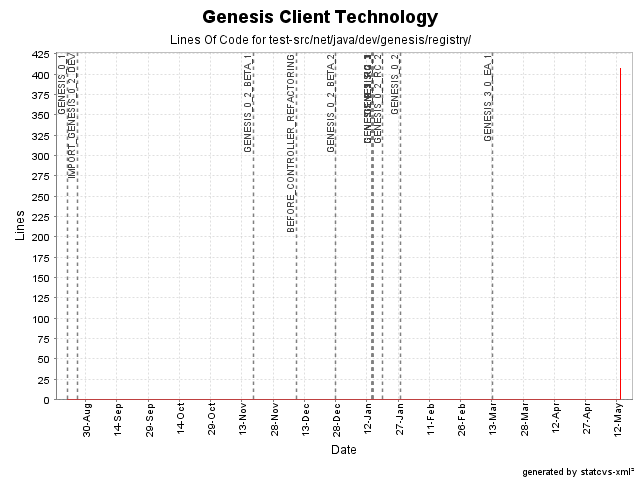 Genesis Client Technology
Lines Of Code for test-src/net/java/dev/genesis/registry/
Lines
425
400
375
350
325
300
275
250
225
200
175
150
125
100
75
50
25
0
GENESIS_0_1
IMPORT_GENESIS_0_2_DEV
GENESIS_0_2_BETA_1
BEFORE_CONTROLLER_REFACTORING
GENESIS_0_2_BETA_2
GENESIS_0_2_RC_2
GENESIS_0_2
GENESIS_3_0_EA_1
30-Aug
14-Sep
29-Sep
14-Oct
29-Oct
13-Nov
28-Nov
13-Dec
28-Dec
12-Jan
27-Jan
11-Feb
26-Feb
13-Mar
28-Mar
12-Apr
27-Apr
12-May
Date
generated by statcvs-xml²